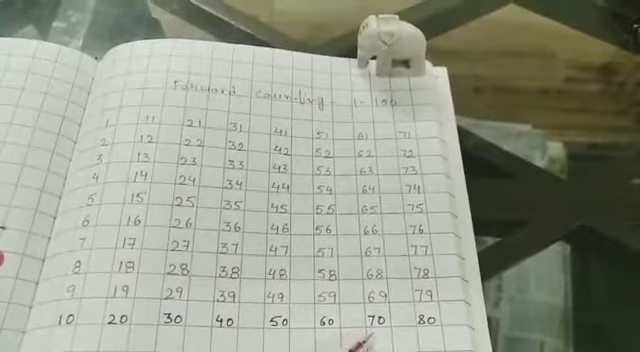 Forward counting 1-100
1 11 21 31 41 51 61 71
2 12 22 32 42 52 62 72
3 13 23 33 43 53 63 73
4 14 24 34 44 54 64 74
5 15 25 35 45 55 65 75
6 16 26 36 46 56 66 76
7 17 27 37 47 57 67 77
8 18 28 38 48 58 68 78
9 19 29 39 49 59 69 79
10 20 30 40 50 60 70 80